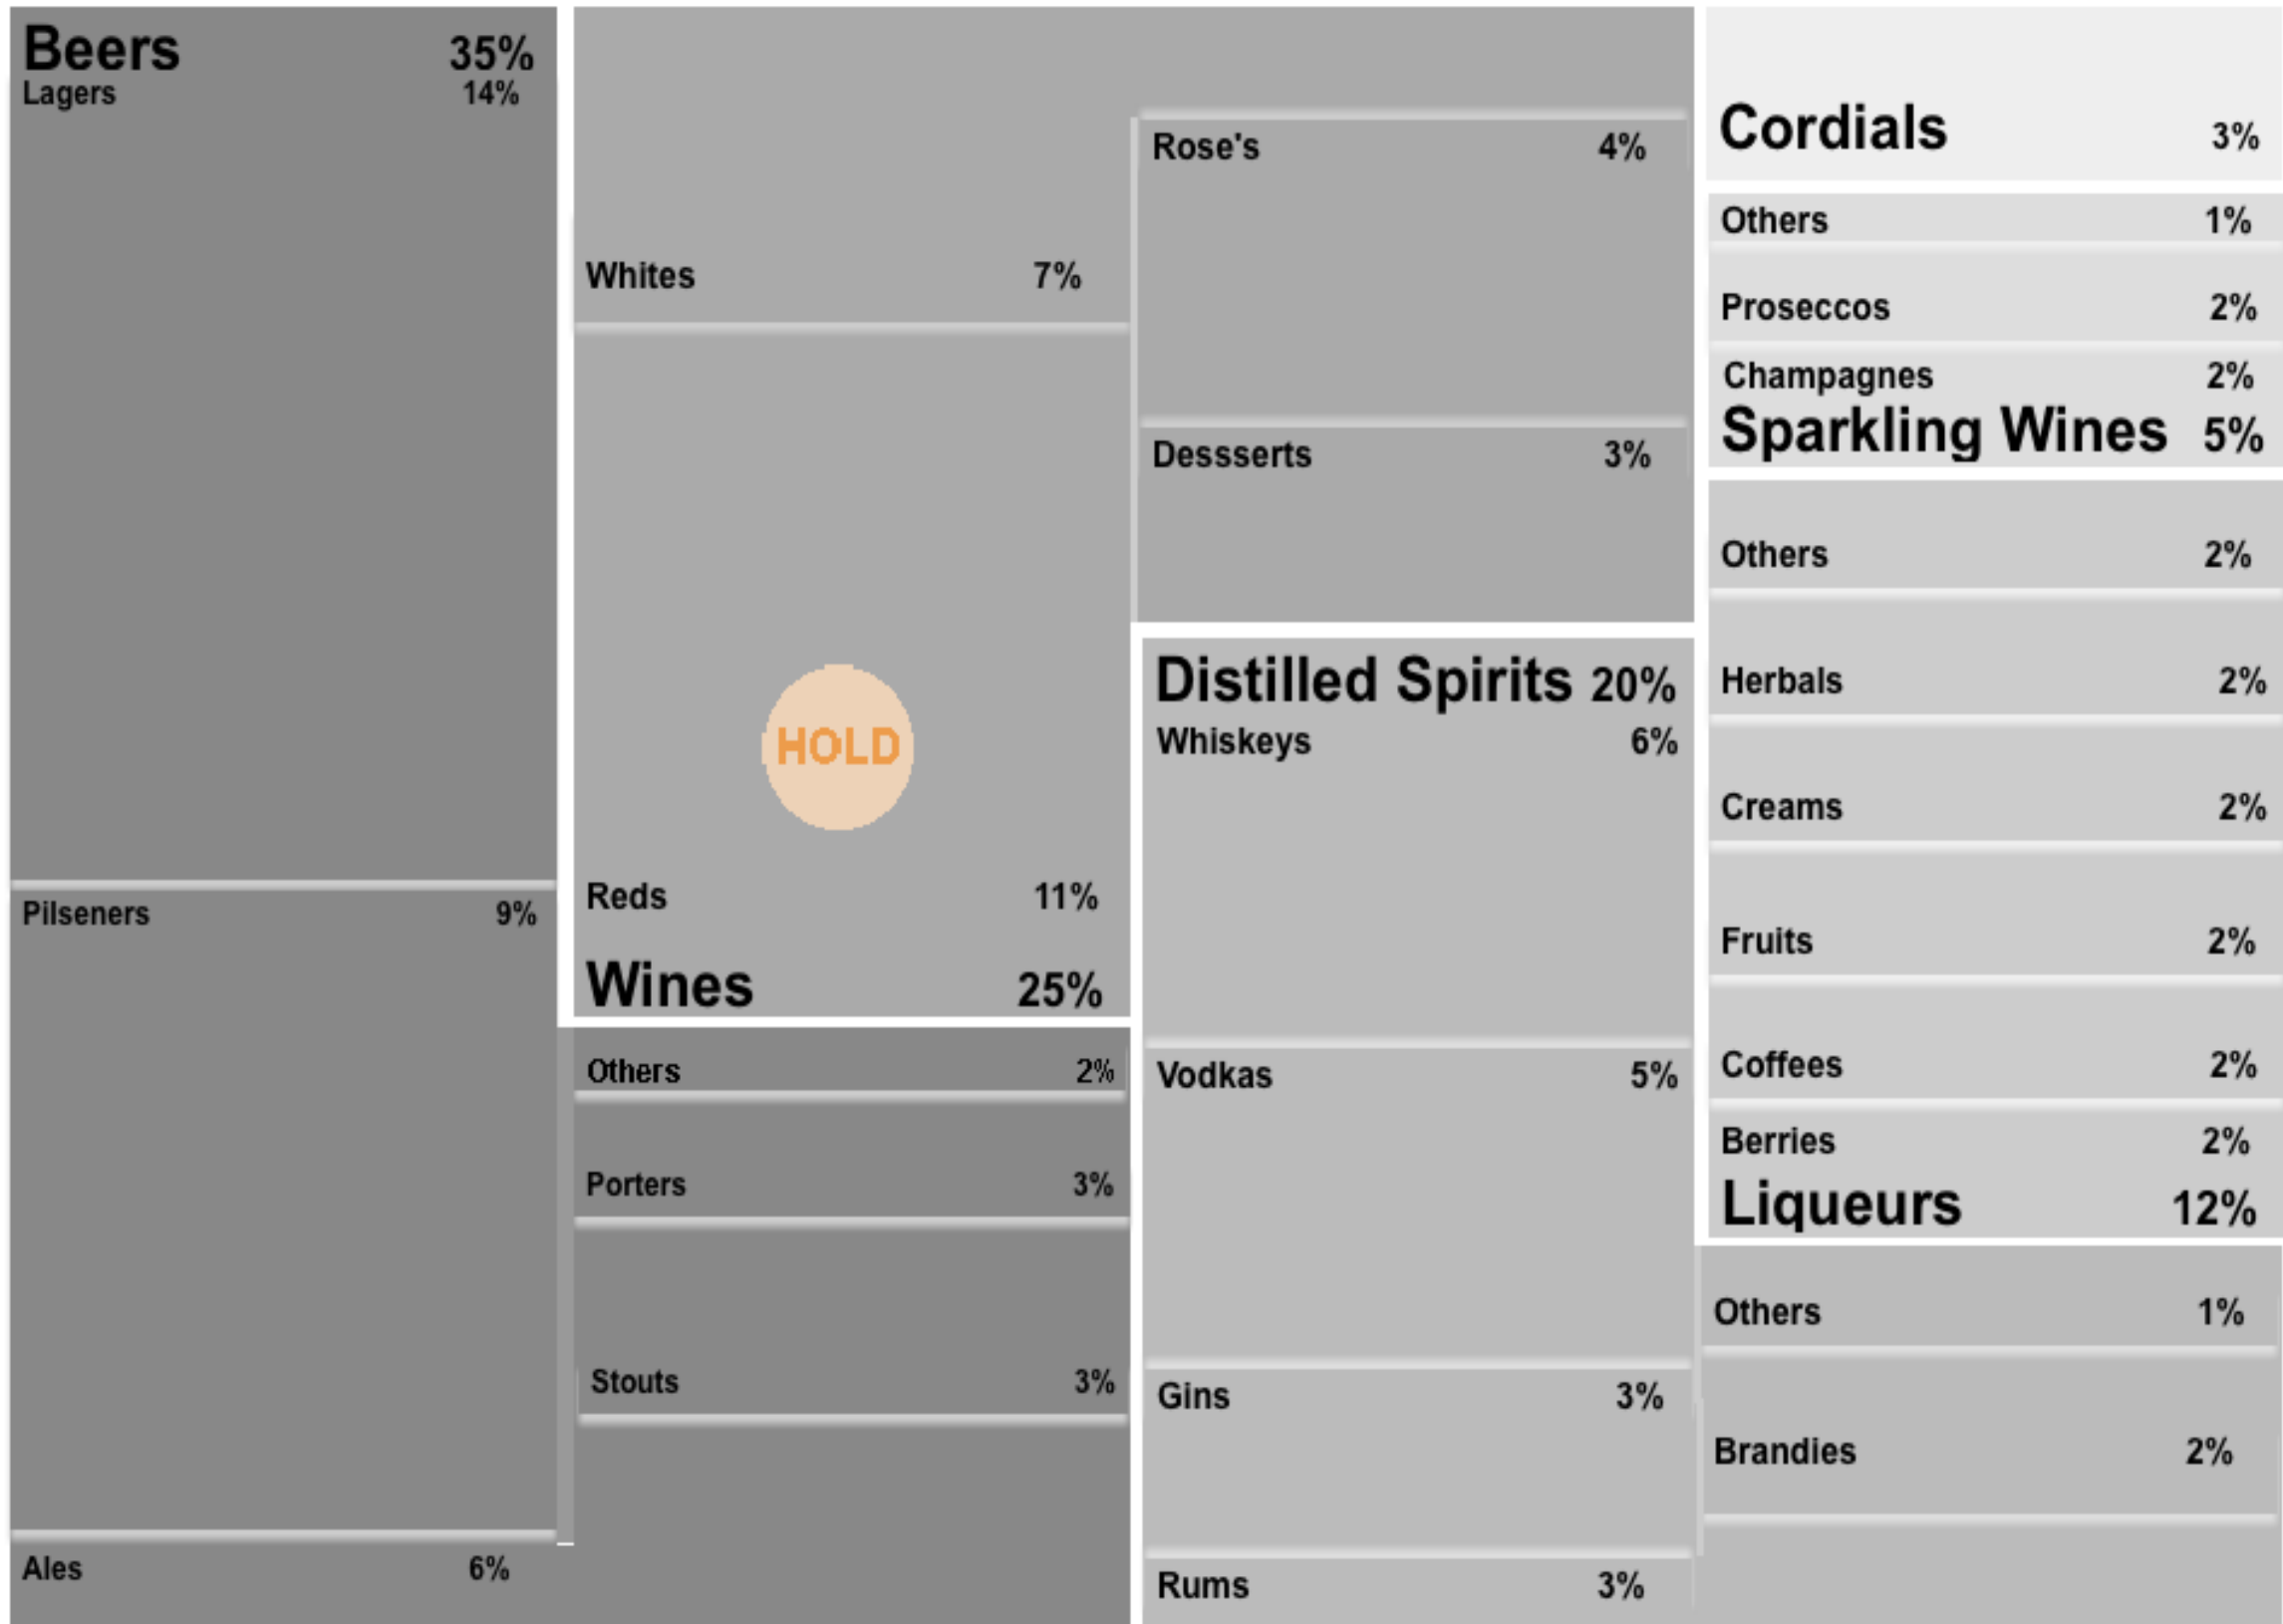 Beers 35%
Lagers 14%
Pilseners 9%
Ales 6%
Whites 7%
HOLD
Reds 11%
Wines 25%
Others 2%
Porters 3%
Stouts 3%
Rose's 4%
Dessserts 3%
Distilled Spirits 20%
Whiskeys 6%
Vodkas 5%
Gins 3%
Rums 3%
Cordials 3%
Others 1%
Proseccos 2%
Champagnes 2%
Sparkling Wines 5%
Others 2%
Herbals 2%
Creams 2%
Fruits 2%
Coffees 2%
Berries 2%
Liqueurs 12%
Others 1%
Brandies 2%